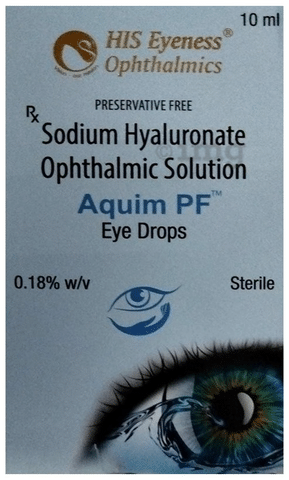 10 ml
HIS Eyeness®
Ophthalmics
PRESERVATIVE FREE
Rx
Sodium Hyaluronate
Ophthalmic Solution
Aquim PF™
Eye Drops
0.18% w/v
Sterile